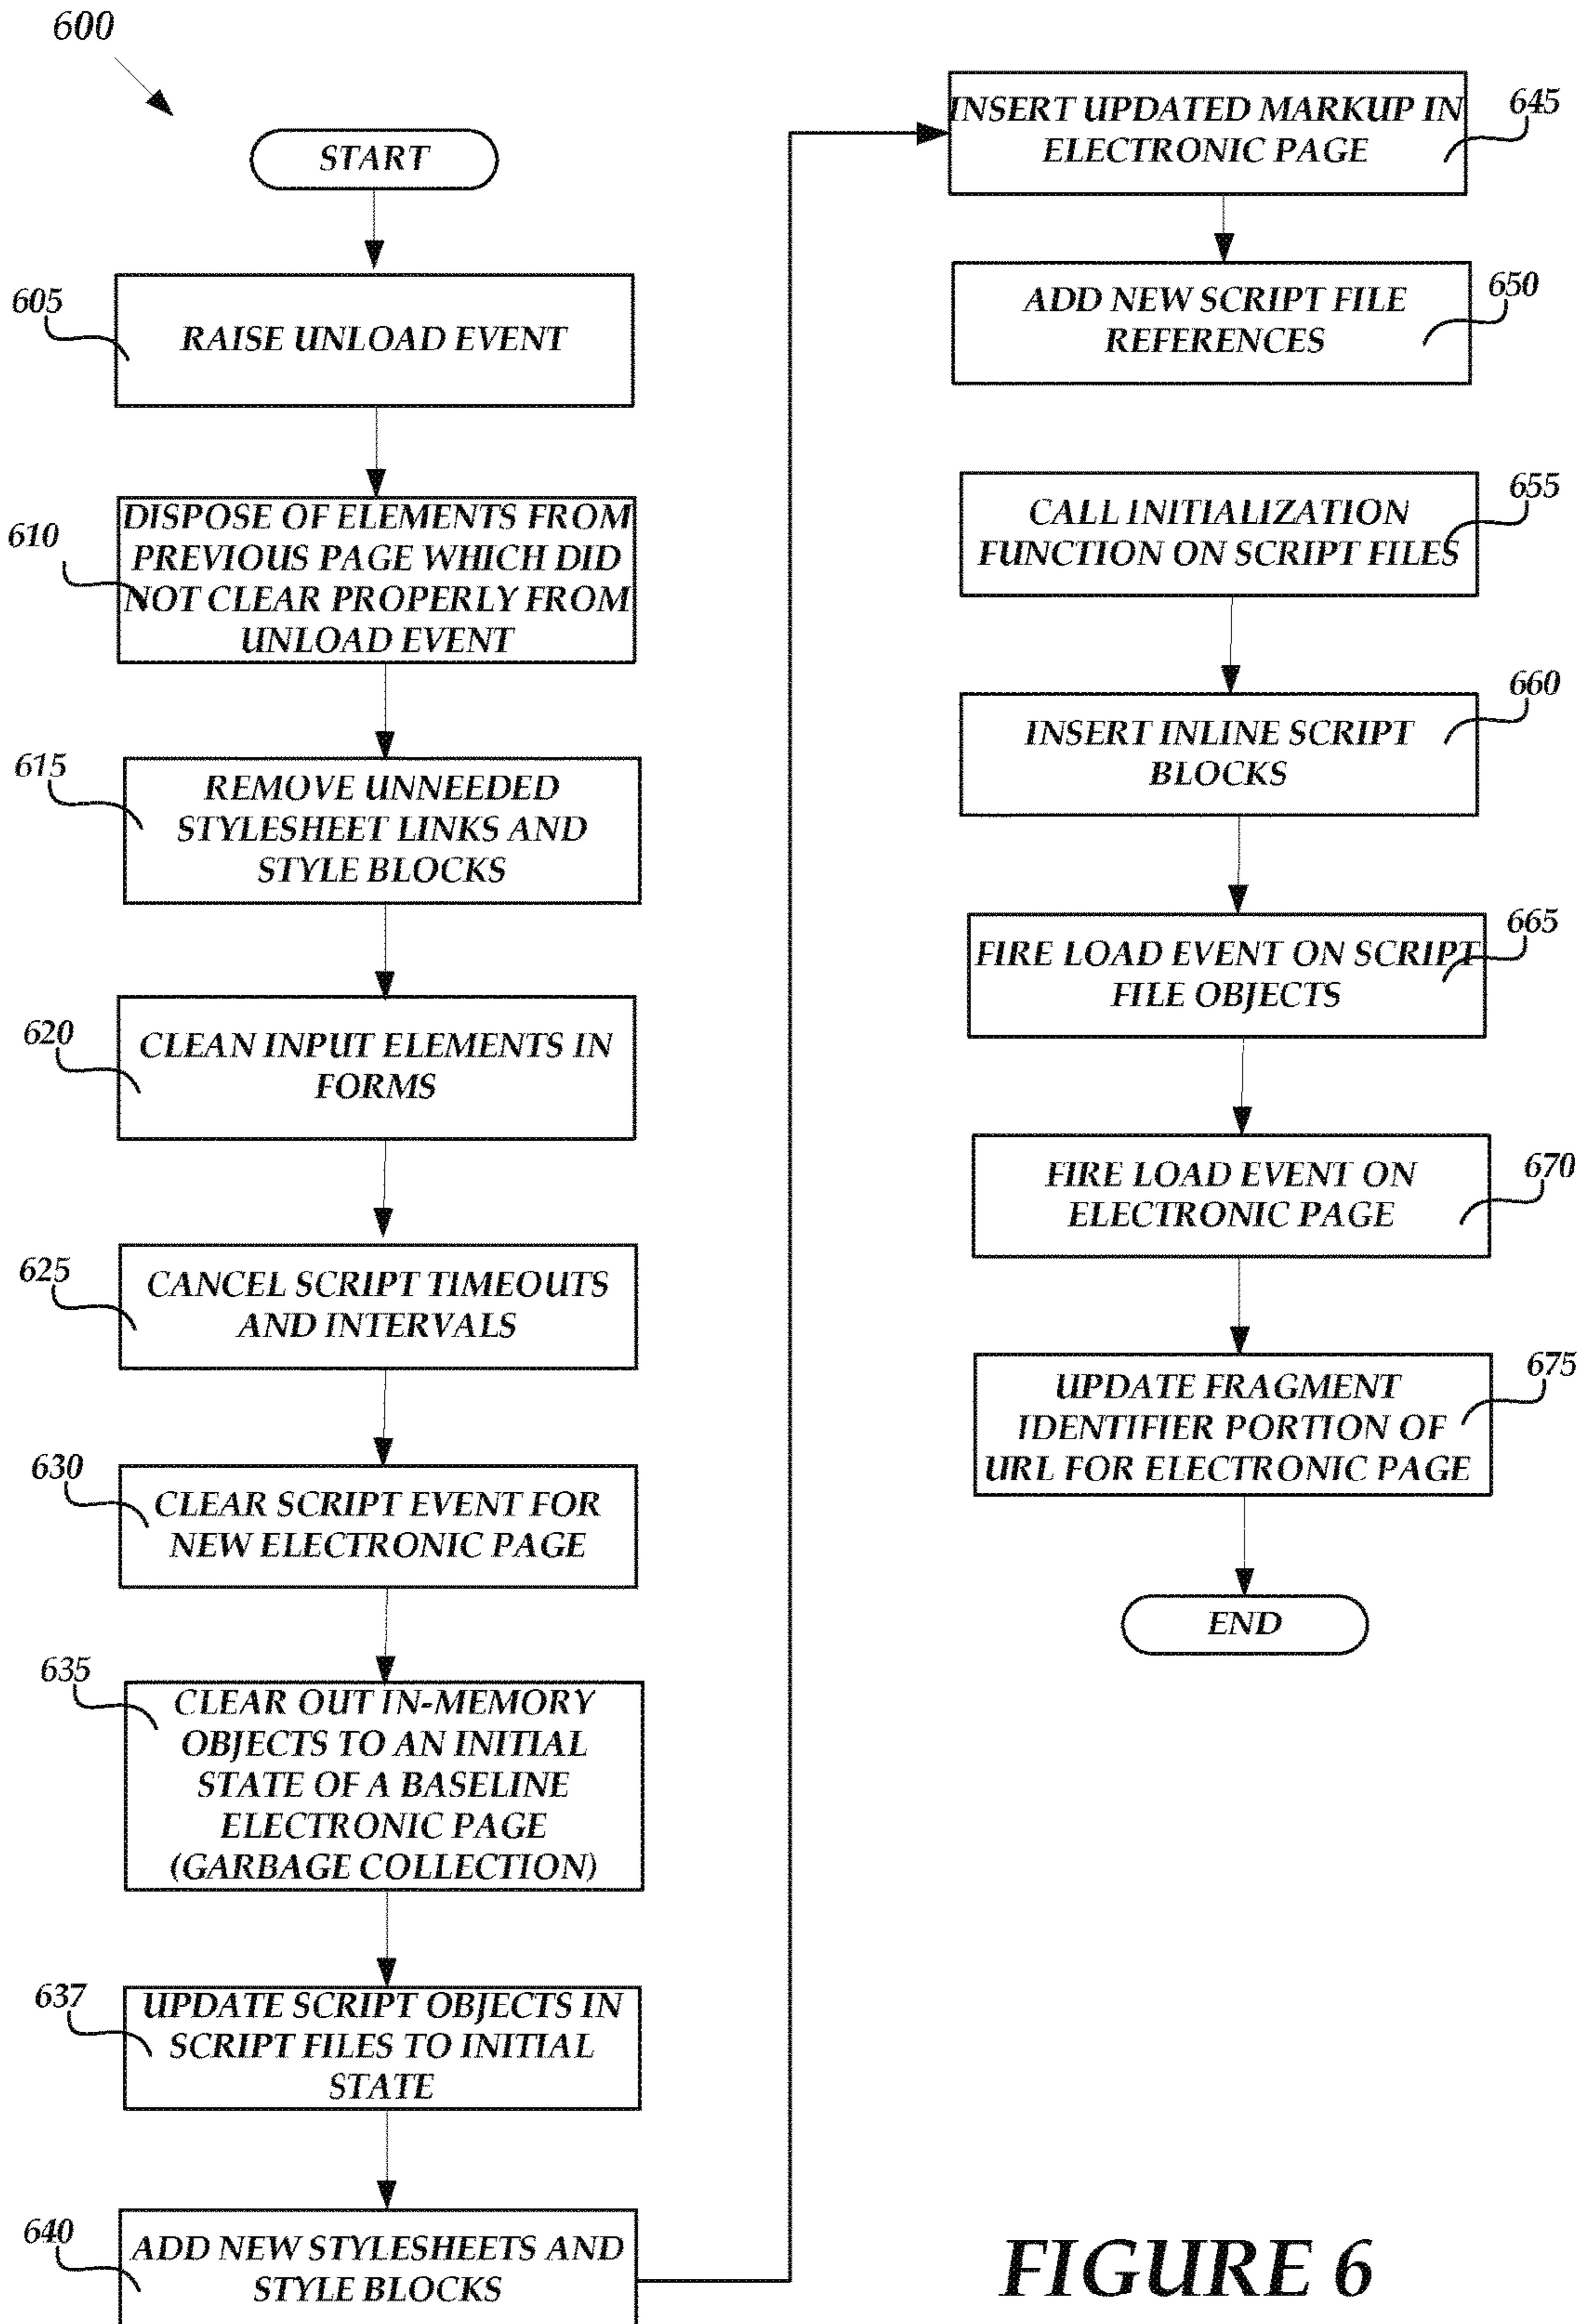 600
START
605
RAISE UNLOAD EVENT
610
DISPOSE OF ELEMENTS FROM
PREVIOUS PAGE WHICH DID
NOT CLEAR PROPERLY FROM
UNLOAD EVENT
615
REMOVE UNNEEDED
STYLESHEET LINKS AND
STYLE BLOCKS
620
CLEAN INPUT ELEMENTS IN
FORMS
625
CANCEL SCRIPT TIMEOUTS
AND INTERVALS
630
CLEAR SCRIPT EVENT FOR
NEW ELECTRONIC PAGE
635
CLEAR OUT IN-MEMORY
OBJECTS TO AN INITIAL
STATE OF A BASELINE
ELECTRONIC PAGE
(GARBAGE COLLECTION)
637
UPDATE SCRIPT OBJECTS IN
SCRIPT FILES TO INITIAL
STATE
640
ADD NEW STYLESHEETS AND
STYLE BLOCKS
645
INSERT UPDATED MARKUP IN
ELECTRONIC PAGE
650
ADD NEW SCRIPT FILE
REFERENCES
655
CALL INITIALIZATION
FUNCTION ON SCRIPT FILES
660
INSERT INLINE SCRIPT
BLOCKS
665
FIRE LOAD EVENT ON SCRIPT
FILE OBJECTS
670
FIRE LOAD EVENT ON
ELECTRONIC PAGE
675
UPDATE FRAGMENT
IDENTIFIER PORTION OF
URL FOR ELECTRONIC PAGE
END
FIGURE 6